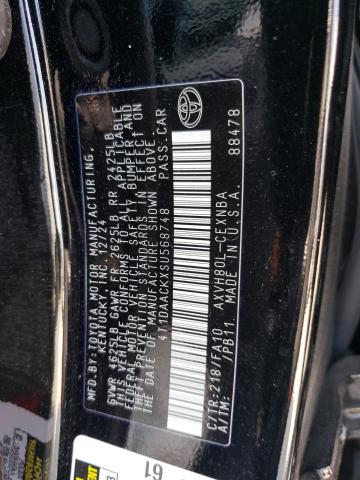 MFD.BY:TOYOTA MOTOR MANUFACTURING,
KENTUCKY, INC. 12/24
GVWR 4625LB GAWR FR 2625LB RR 2425LB
THIS VEHICLE CONFORMS TO ALL APPLICABLE
FEDERAL MOTOR VEHICLE SAFETY, BUMPER, AND
THEFT PREVENTION STANDARDS IN EFFECT ON
THE DATE OF MANUFACTURE SHOWN ABOVE.
4T1DAACKXSU568748 PASS.CAR
C/TR:218/FA10 AXVH80L-CEXNBA
A/TM: /PB11 MADE IN U.S.A.
88478
61